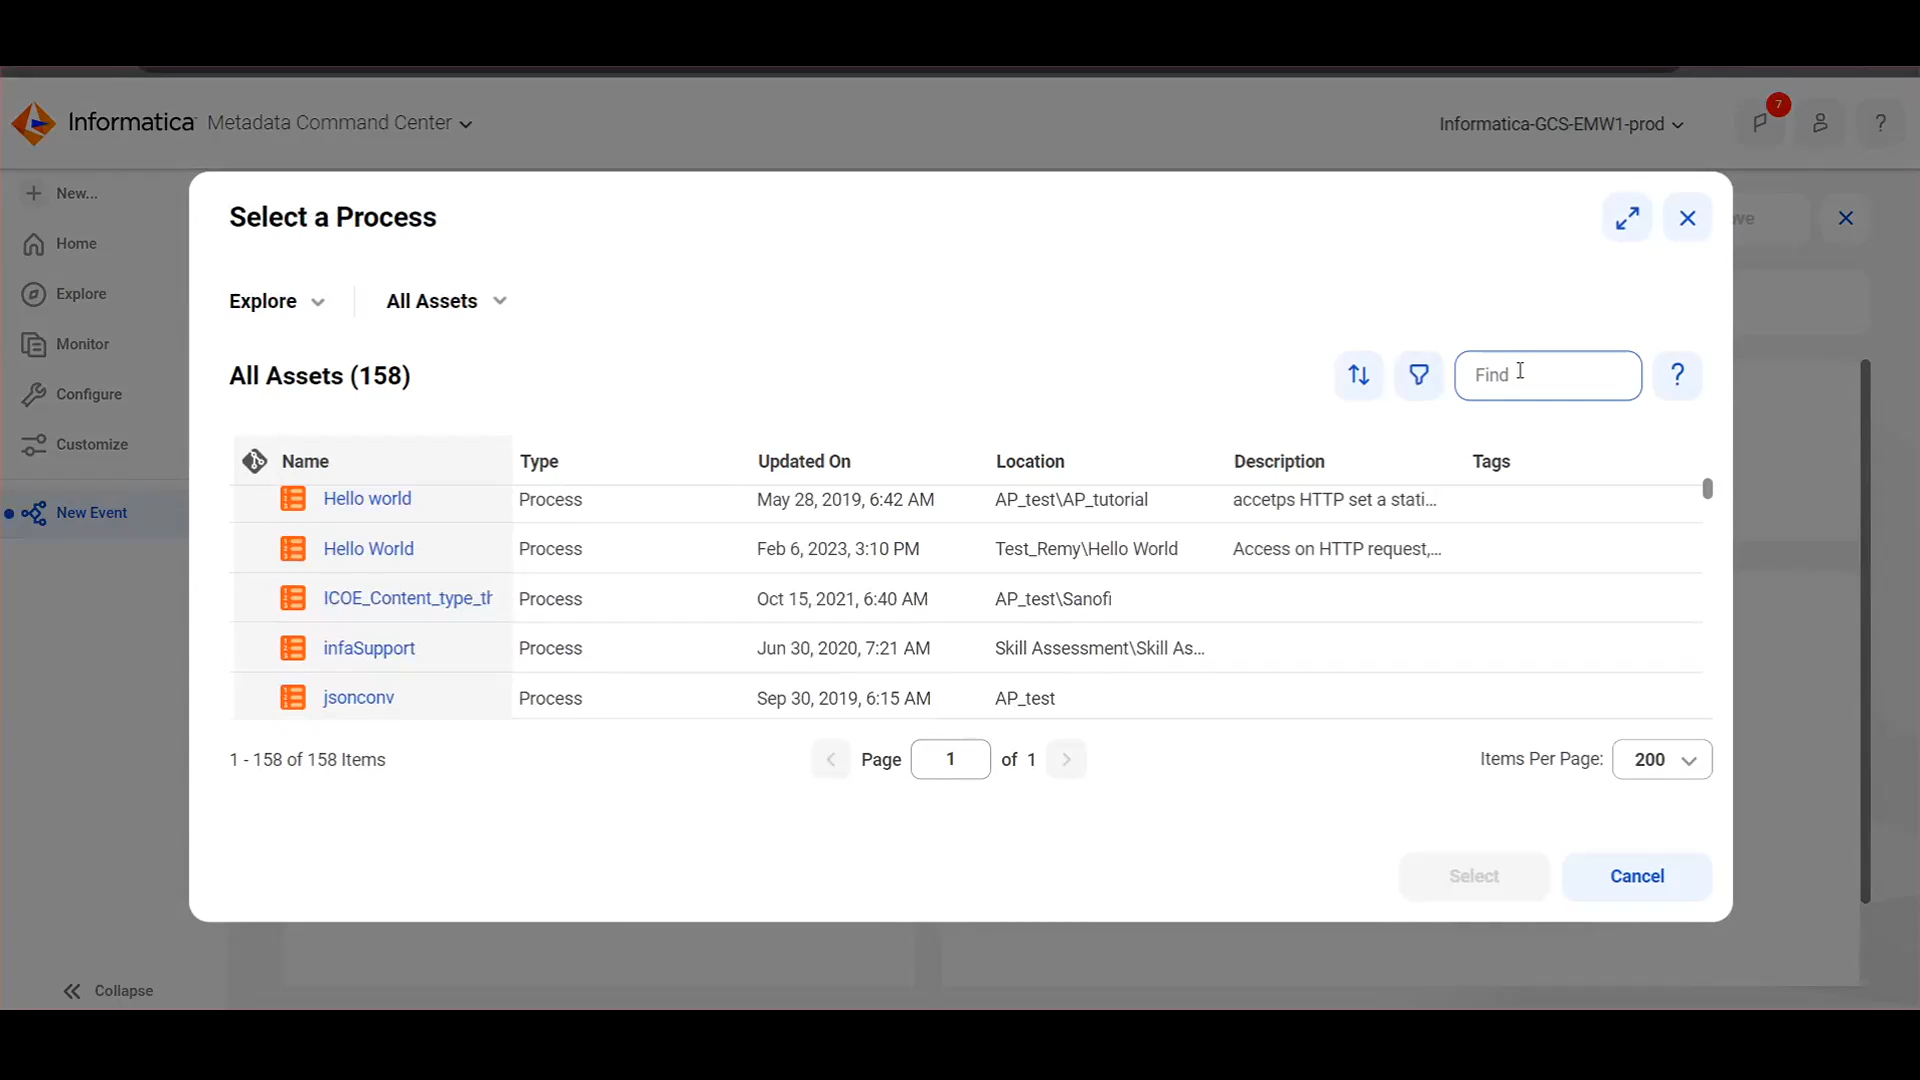 Informatica Metadata Command Center
Informatica-GCS-EMW1-prod
7
?
New...
Home
Explore
Monitor
Configure
Customize
New Event
Collapse
Select a Process
Explore
All Assets
All Assets (158)
Find
?
Name Type Updated On Location Description Tags
Hello world Process May 28, 2019, 6:42 AM AP_test\AP_tutorial accetps HTTP set a stati...
Hello World Process Feb 6, 2023, 3:10 PM Test_Remy\Hello World Access on HTTP request,...
ICOE_Content_type_th Process Oct 15, 2021, 6:40 AM AP_test\Sanofi
infaSupport Process Jun 30, 2020, 7:21 AM Skill Assessment\Skill As...
jsonconv Process Sep 30, 2019, 6:15 AM AP_test
1 - 158 of 158 Items
Page 1 of 1
Items Per Page: 200
Select
Cancel